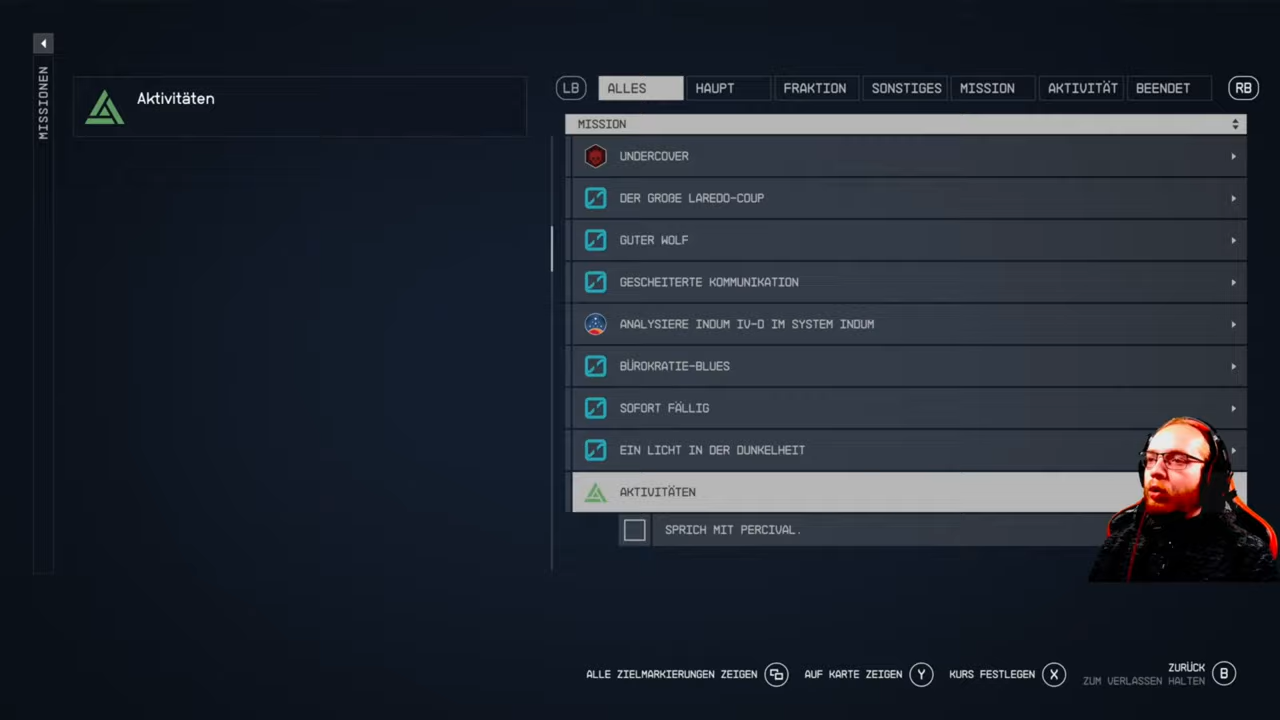 MISSIONEN
Aktivitäten
LB
ALLES
HAUPT
FRAKTION
SONSTIGES
MISSION
AKTIVITÄT
BEENDET
RB
MISSION
UNDERCOVER
DER GROßE LAREDO-COUP
GUTER WOLF
GESCHEITERTE KOMMUNIKATION
ANALYSIERE INDUM IV-D IM SYSTEM INDUM
BÜROKRATIE-BLUES
SOFORT FÄLLIG
EIN LICHT IN DER DUNKELHEIT
AKTIVITÄTEN
SPRICH MIT PERCIVAL.
ALLE ZIELMARKIERUNGEN ZEIGEN
AUF KARTE ZEIGEN Y
KURS FESTLEGEN X
ZURÜCK B
ZUM VERLASSEN HALTEN